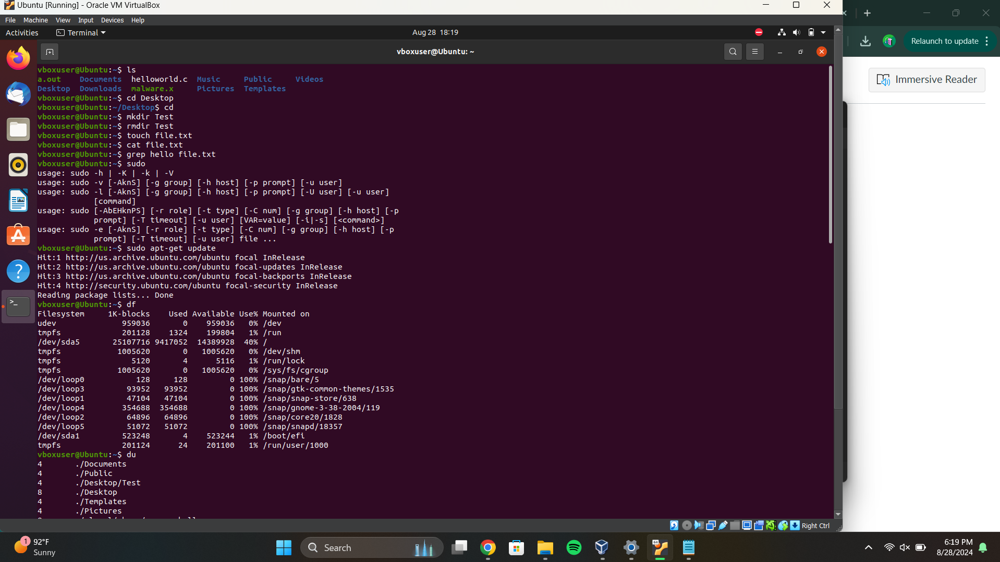 Ubuntu [Running] - Oracle VM VirtualBox
File Machine View Input Devices Help
Activities Terminal Aug 28 18:19
Relaunch to update
vboxuser@Ubuntu: ~
Immersive Reader
vboxuser@Ubuntu:~$ ls
a.out Documents helloworld.c Music Public Videos
Desktop Downloads malware.x Pictures Templates
vboxuser@Ubuntu:~$ cd Desktop
vboxuser@Ubuntu:~/Desktop$ cd
vboxuser@Ubuntu:~$ mkdir Test
vboxuser@Ubuntu:~$ rmdir Test
vboxuser@Ubuntu:~$ touch file.txt
vboxuser@Ubuntu:~$ cat file.txt
vboxuser@Ubuntu:~$ grep hello file.txt
vboxuser@Ubuntu:~$ sudo
usage: sudo -h | -K | -k | -V
usage: sudo -v [-AknS] [-g group] [-h host] [-p prompt] [-u user]
usage: sudo -l [-AknS] [-g group] [-h host] [-p prompt] [-U user] [-u user]
[command]
usage: sudo [-AbEHknPS] [-r role] [-t type] [-C num] [-g group] [-h host] [-p
prompt] [-T timeout] [-u user] [VAR=value] [-i|-s] [<command>]
usage: sudo -e [-AknS] [-r role] [-t type] [-C num] [-g group] [-h host] [-p
prompt] [-T timeout] [-u user] file ...
vboxuser@Ubuntu:~$ sudo apt-get update
Hit:1 http://us.archive.ubuntu.com/ubuntu focal InRelease
Hit:2 http://us.archive.ubuntu.com/ubuntu focal-updates InRelease
Hit:3 http://us.archive.ubuntu.com/ubuntu focal-backports InRelease
Hit:4 http://security.ubuntu.com/ubuntu focal-security InRelease
Reading package lists... Done
vboxuser@Ubuntu:~$ df
Filesystem 1K-blocks Used Available Use% Mounted on
udev 959036 0 959036 0% /dev
tmpfs 201128 1324 199804 1% /run
/dev/sda5 25107716 9417052 14389928 40% /
tmpfs 1005620 0 1005620 0% /dev/shm
tmpfs 5120 4 5116 1% /run/lock
tmpfs 1005620 0 1005620 0% /sys/fs/cgroup
/dev/loop0 128 128 0 100% /snap/bare/5
/dev/loop3 93952 93952 0 100% /snap/gtk-common-themes/1535
/dev/loop1 47104 47104 0 100% /snap/snap-store/638
/dev/loop4 354688 354688 0 100% /snap/gnome-3-38-2004/119
/dev/loop2 64896 64896 0 100% /snap/core20/1828
/dev/loop5 51072 51072 0 100% /snap/snapd/18357
/dev/sda1 523248 4 523244 1% /boot/efi
tmpfs 201124 24 201100 1% /run/user/1000
vboxuser@Ubuntu:~$ du
4 ./Documents
4 ./Public
4 ./Desktop/Test
8 ./Desktop
4 ./Templates
4 ./Pictures
Right Ctrl
1 92°F
Sunny
Search
6:19 PM
8/28/2024